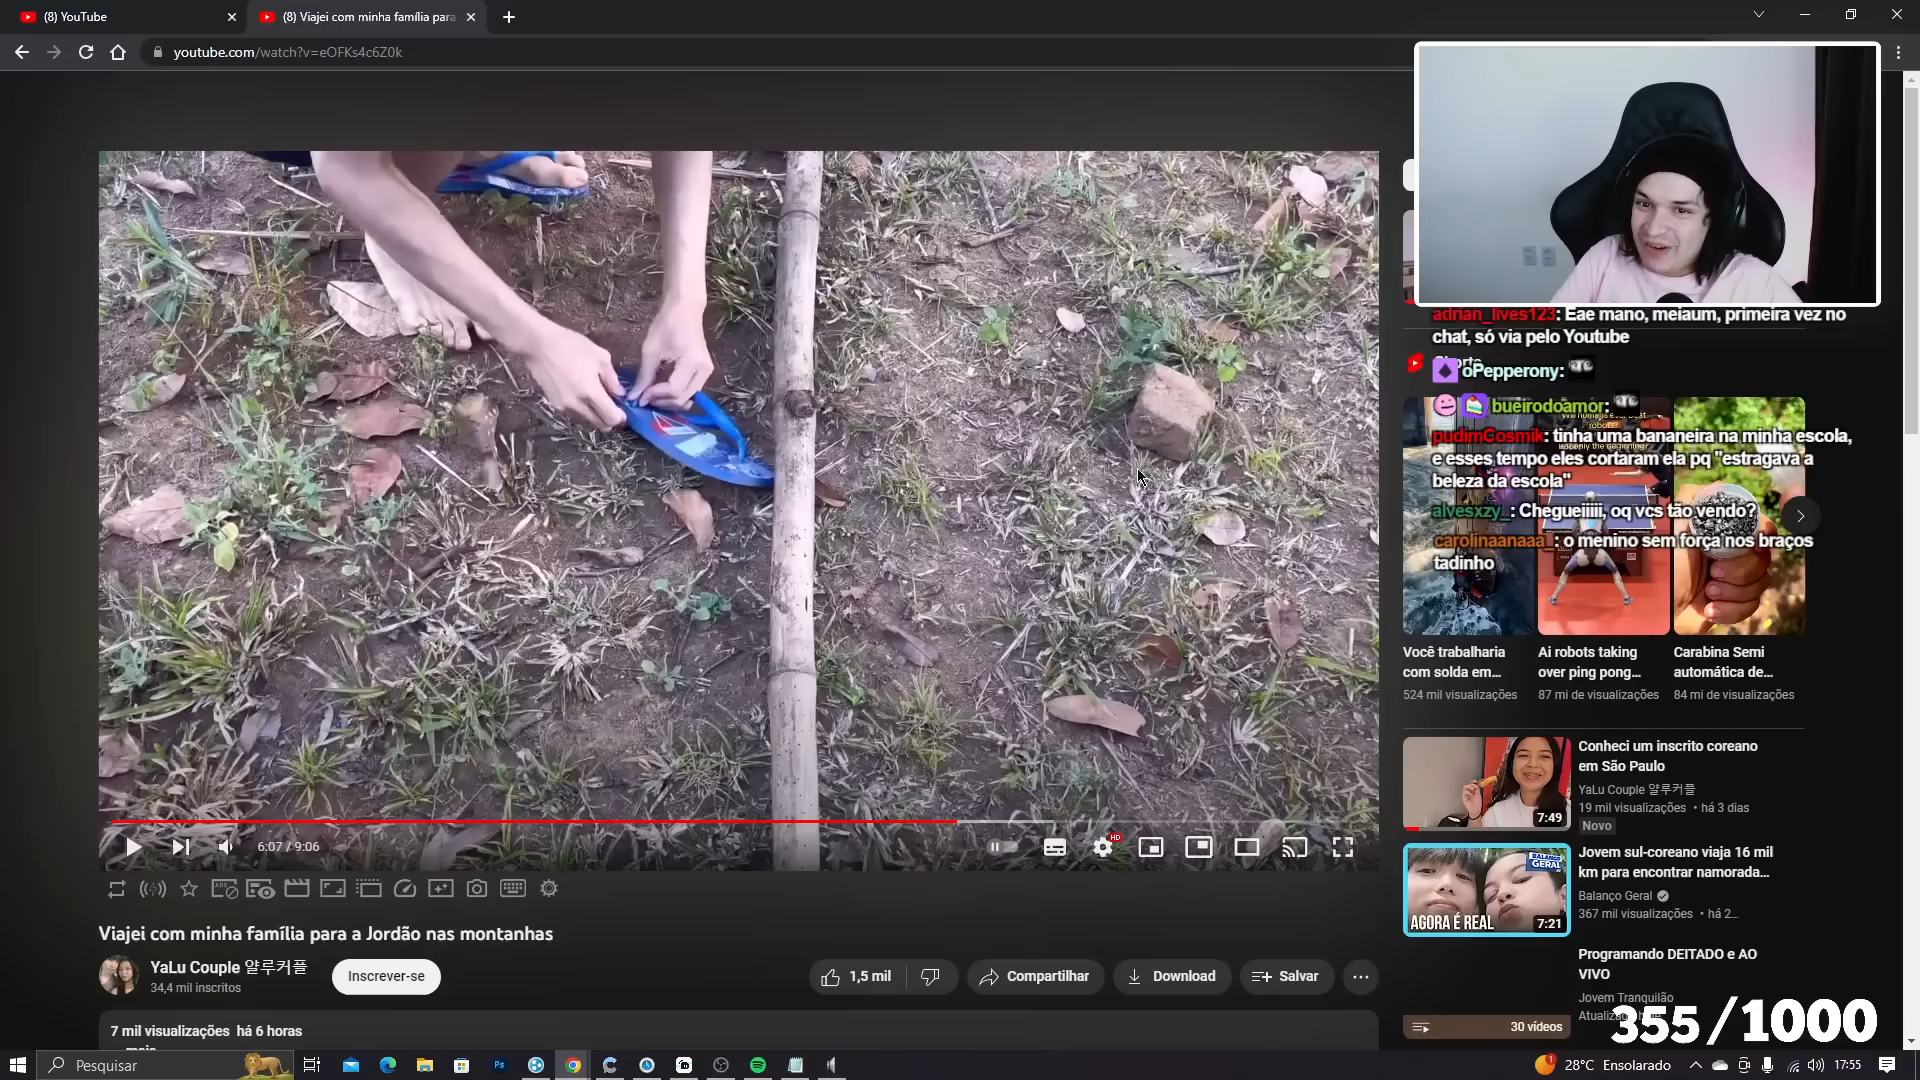 (8) YouTube
(8) Viajei com minha família para
youtube.com/watch?v=eOFKs4c6Z0k
adrian_lives123: Eae mano, meiaum, primeira vez no
chat, só via pelo Youtube
Shorts
oPepperony:
bueirodoamor:
pudimCosmik: tinha uma bananeira na minha escola,
e esses tempo eles cortaram ela pq "estragava a
beleza da escola"
alvesxzy_: Chegueiiiii, oq vcs tão vendo?
carolinaanaaa_: o menino sem força nos braços
tadinho
Você trabalharia
com solda em...
524 mil visualizações
Ai robots taking
over ping pong...
87 mi de visualizações
Carabina Semi
automática de...
84 mi de visualizações
Conheci um inscrito coreano
em São Paulo
YaLu Couple 얄루커플
19 mil visualizações • há 3 dias
Novo
7:49
BALANÇO
GERAL
AGORA É REAL
7:21
Jovem sul-coreano viaja 16 mil
km para encontrar namorada...
Balanço Geral
367 mil visualizações • há 2...
Programando DEITADO e AO
VIVO
Jovem Tranquilão
30 vídeos
355/1000
6:07 / 9:06
HD
Viajei com minha família para a Jordão nas montanhas
YaLu Couple 얄루커플
34,4 mil inscritos
Inscrever-se
1,5 mil
Compartilhar
Download
Salvar
7 mil visualizações há 6 horas
Pesquisar
Ps
1
28°C Ensolarado
17:55